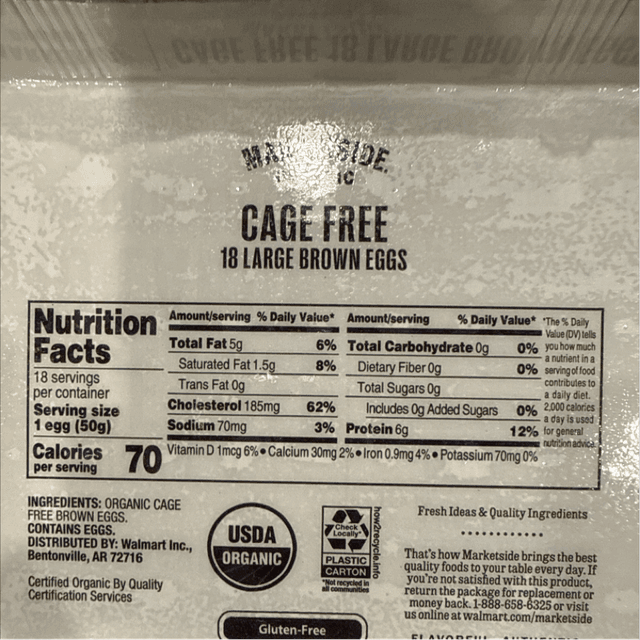 CAGE FREE 18 LARGE BROWN EGGS
CAGE FREE
18 LARGE BROWN EGGS
Nutrition
Facts
18 servings
per container
Serving size
1 egg (50g)
Calories
per serving 70
Amount/serving % Daily Value*
Total Fat 5g 6%
Saturated Fat 1.5g 8%
Trans Fat 0g
Cholesterol 185mg 62%
Sodium 70mg 3%
Amount/serving % Daily Value*
Total Carbohydrate 0g 0%
Dietary Fiber 0g 0%
Total Sugars 0g
Includes 0g Added Sugars 0%
Protein 6g 12%
*The % Daily
Value (DV) tells
you how much
a nutrient in a
serving of food
contributes to
a daily diet.
2,000 calories
a day is used
for general
nutrition advice.
Vitamin D 1mcg 6% • Calcium 30mg 2% • Iron 0.9mg 4% • Potassium 70mg 0%
INGREDIENTS: ORGANIC CAGE
FREE BROWN EGGS.
CONTAINS EGGS.
DISTRIBUTED BY: Walmart Inc.,
Bentonville, AR 72716
Certified Organic By Quality
Certification Services
USDA
ORGANIC
Check
Locally*
PLASTIC
CARTON
*Not recycled in
all communities
how2recycle.info
Gluten-Free
Fresh Ideas & Quality Ingredients
That's how Marketside brings the best
quality foods to your table every day. If
you're not satisfied with this product,
return the package for replacement or
money back. 1-888-658-6325 or visit
us online at walmart.com/marketside